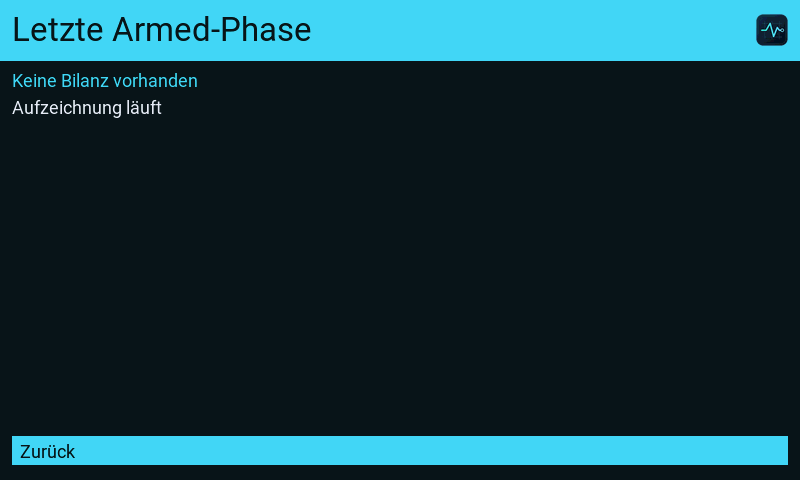 Letzte Armed-Phase
Keine Bilanz vorhanden
Aufzeichnung läuft
Zurück